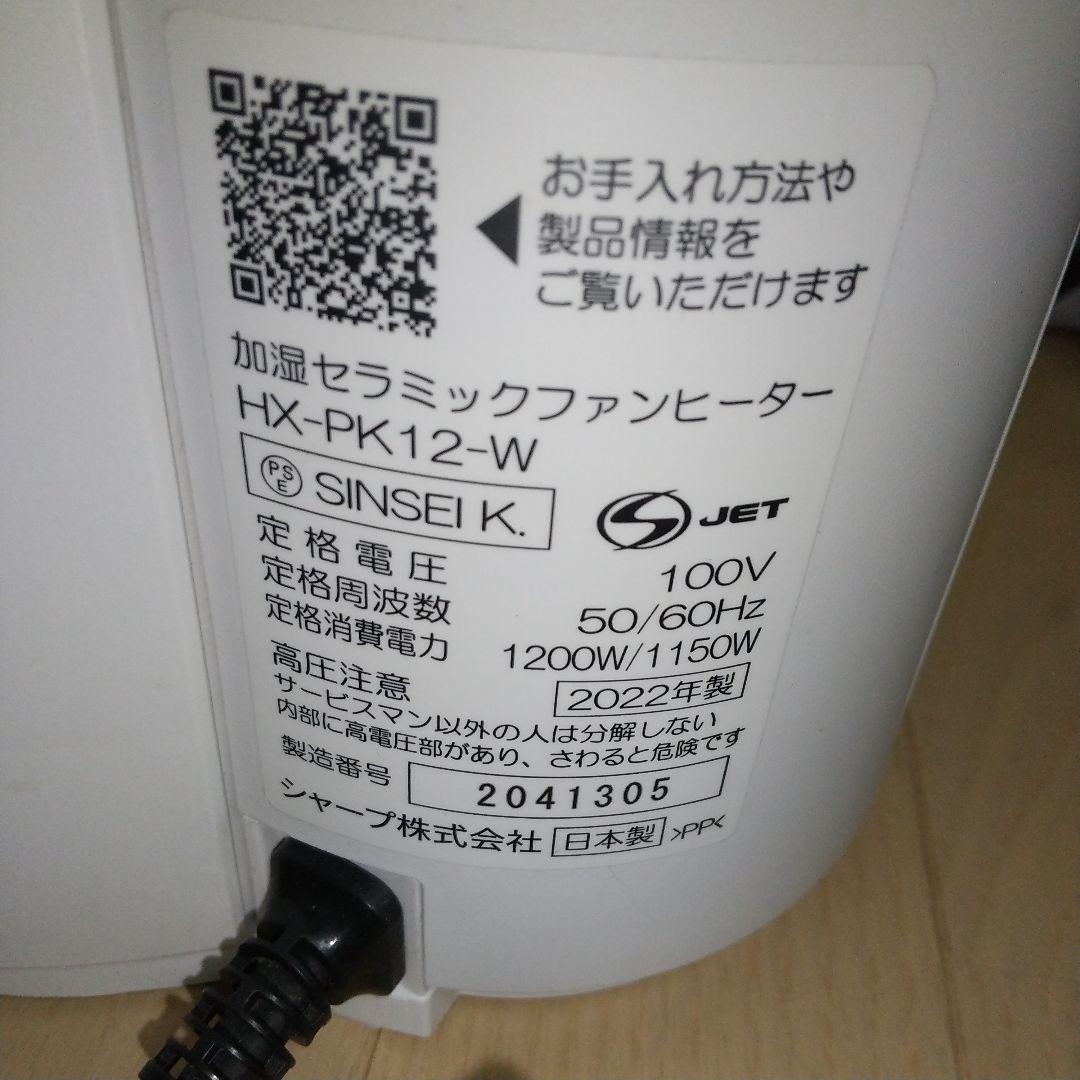 お手入れ方法や
製品情報を
ご覧いただけます
加湿セラミックファンヒーター
HX-PK12-W
PSE SINSEI K.
S JET
定格電圧 100V
定格周波数 50/60Hz
定格消費電力 1200W/1150W
高圧注意 2022年製
サービスマン以外の人は分解しない
内部に高電圧部があり、さわると危険です
製造番号 2041305
シャープ株式会社 日本製 >PP<